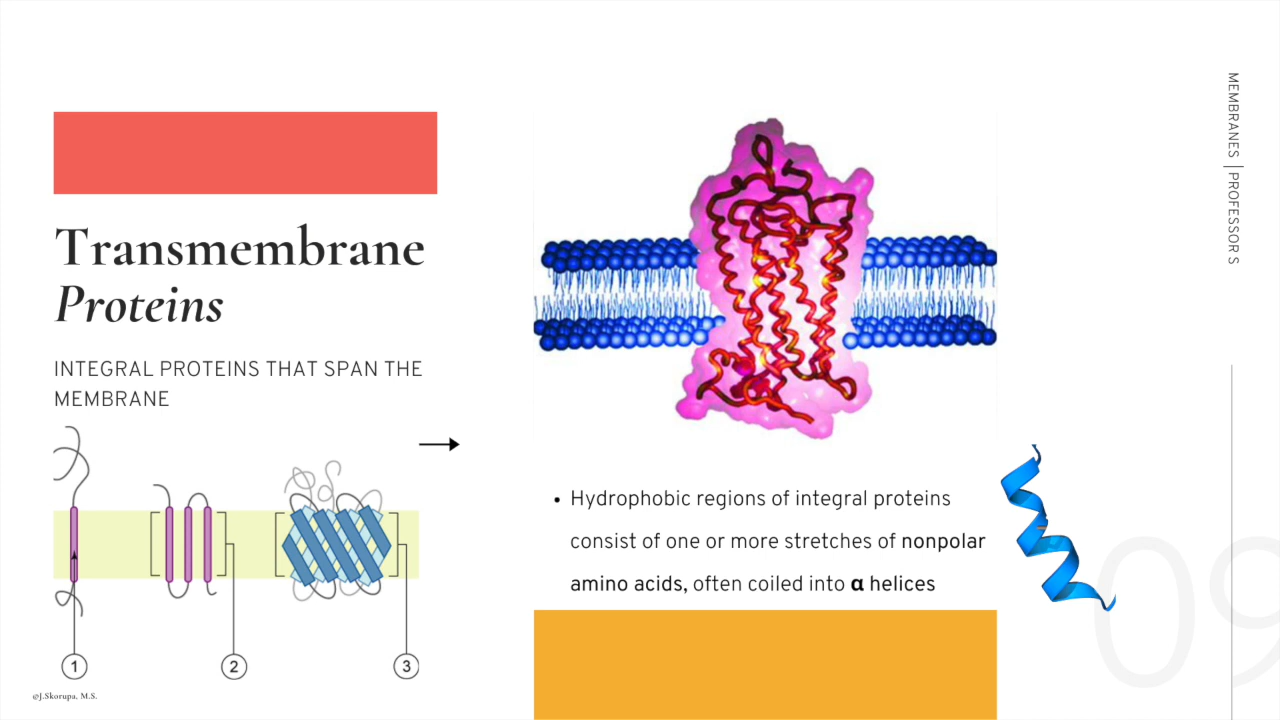 MEMBRANES | PROFESSORS
Transmembrane
Proteins
INTEGRAL PROTEINS THAT SPAN THE
MEMBRANE
1
2
3
• Hydrophobic regions of integral proteins
consist of one or more stretches of nonpolar
amino acids, often coiled into α helices
09
@J.Skorupa, M.S.